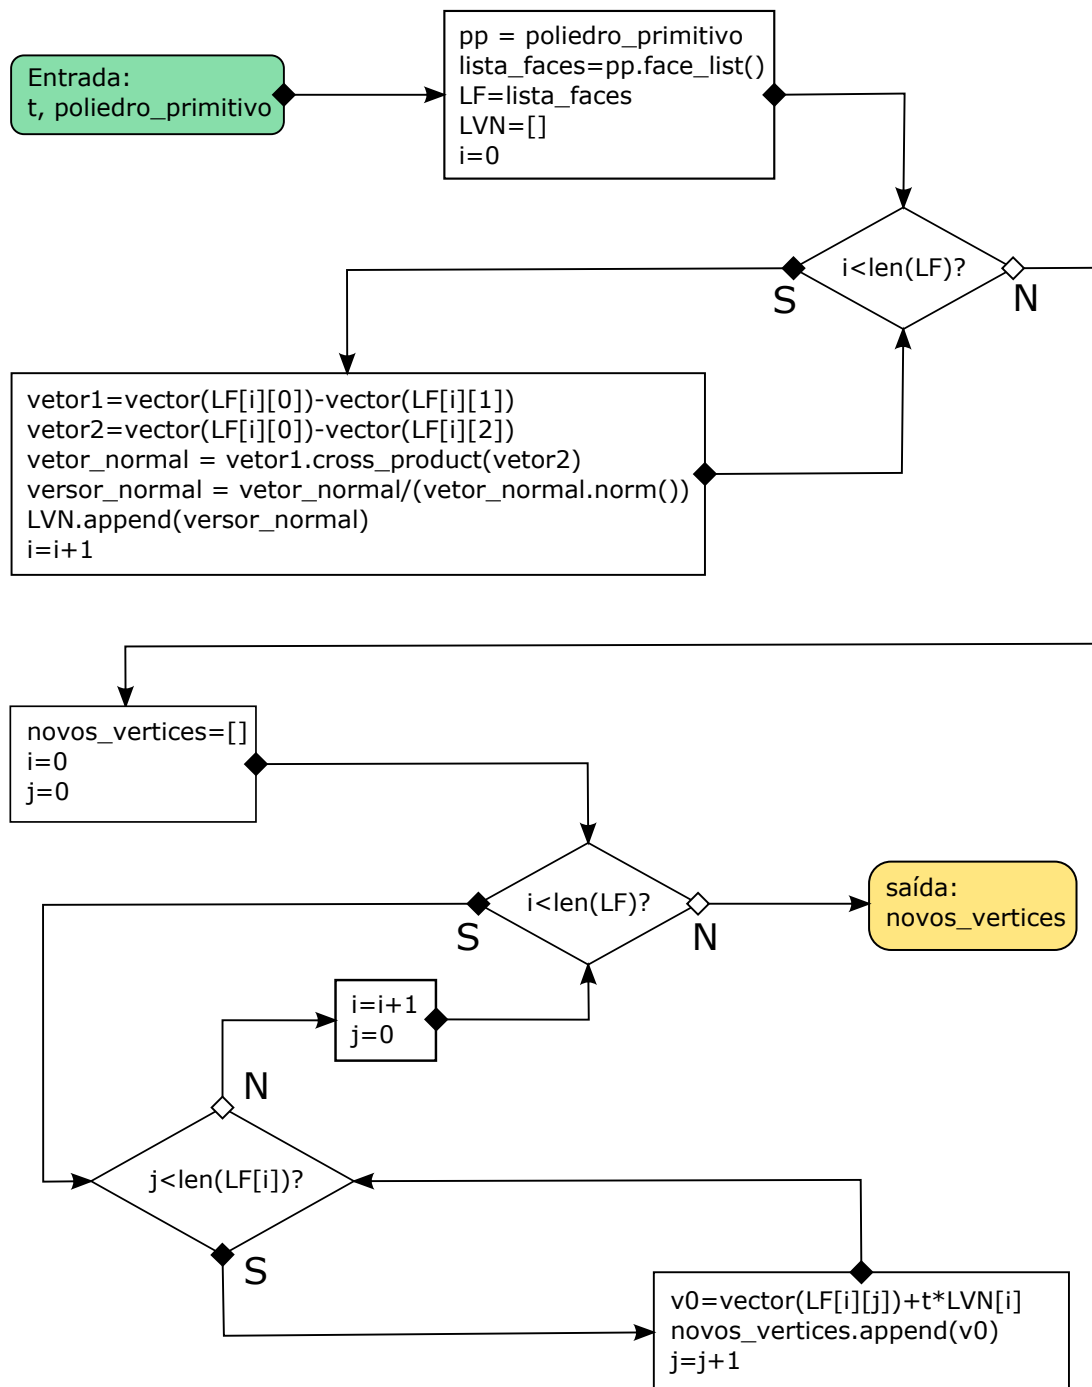 Entrada:
t, poliedro_primitivo
pp = poliedro_primitivo
lista_faces=pp.face_list()
LF=lista_faces
LVN=[]
i=0
i<len(LF)?
S
N
vetor1=vector(LF[i][0])-vector(LF[i][1])
vetor2=vector(LF[i][0])-vector(LF[i][2])
vetor_normal = vetor1.cross_product(vetor2)
versor_normal = vetor_normal/(vetor_normal.norm())
LVN.append(versor_normal)
i=i+1
novos_vertices=[]
i=0
j=0
i<len(LF)?
S
N
saída:
novos_vertices
i=i+1
j=0
N
j<len(LF[i])?
S
v0=vector(LF[i][j])+t*LVN[i]
novos_vertices.append(v0)
j=j+1